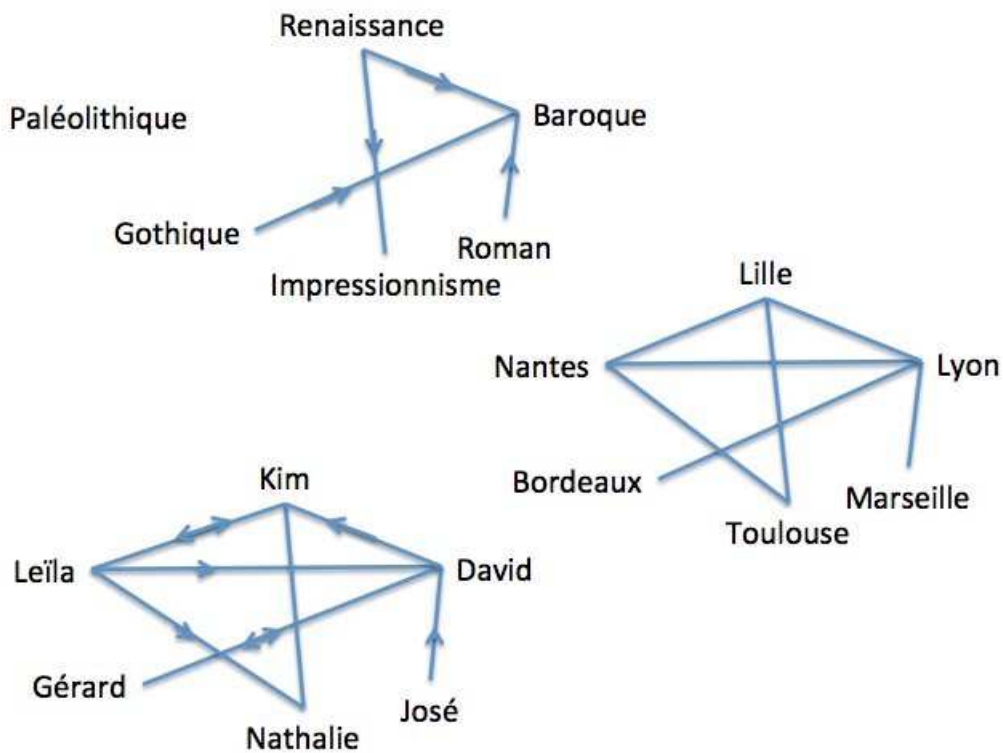 Renaissance
Paléolithique
Baroque
Gothique
Roman
Impressionnisme
Lille
Nantes
Lyon
Bordeaux
Marseille
Toulouse
Kim
Leïla
David
Gérard
José
Nathalie